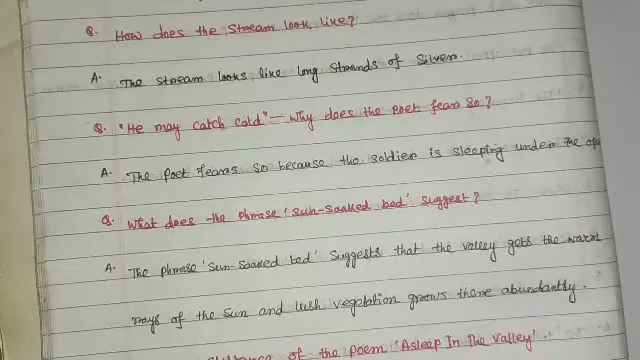 Q. How does the stream look like?
A. The stream looks like long strands of silver.
Q. "He may catch cold" – Why does the poet fears so?
A. The poet fears so because the soldier is sleeping under the
Q. What does the phrase 'sun-soaked bed' suggest?
A. The phrase 'sun-soaked bed' suggests that the valley gets the warm
rays of the sun and lush vegetation grows there abundantly.
of the poem 'Asleep In The Valley'.